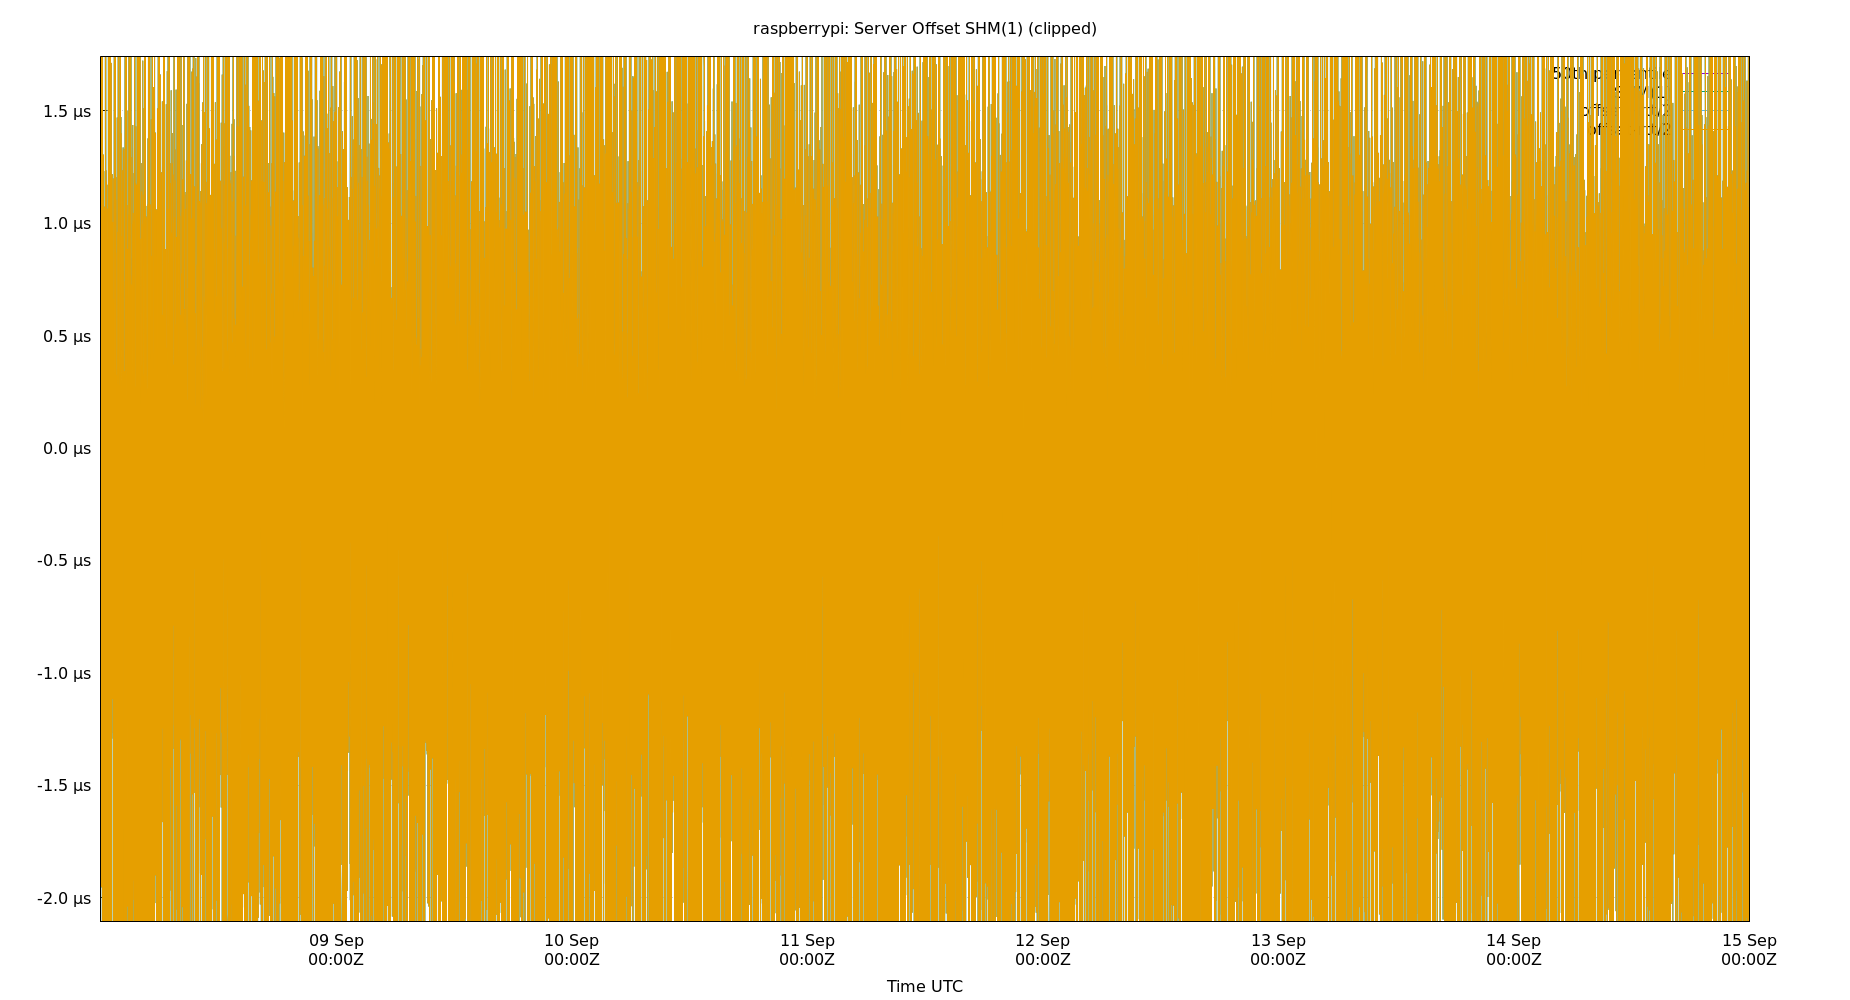 raspberrypi: Server Offset SHM(1) (clipped)
1.5 µs
1.0 µs
0.5 µs
0.0 µs
-0.5 µs
-1.0 µs
-1.5 µs
-2.0 µs
09 Sep 10 Sep 11 Sep 12 Sep 13 Sep 14 Sep 15 Sep
00:00Z 00:00Z 00:00Z 00:00Z 00:00Z 00:00Z 00:00Z
Time UTC